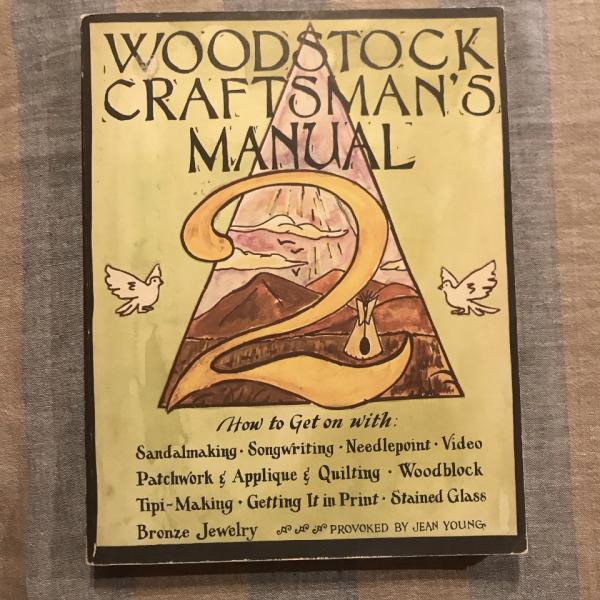 WOODSTOCK
CRAFTSMAN'S
MANUAL
2
How to Get on with:
Sandalmaking · Songwriting · Needlepoint · Video
Patchwork & Applique & Quilting · Woodblock
Tipi-Making · Getting It in Print · Stained Glass
Bronze Jewelry PROVOKED BY JEAN YOUNG